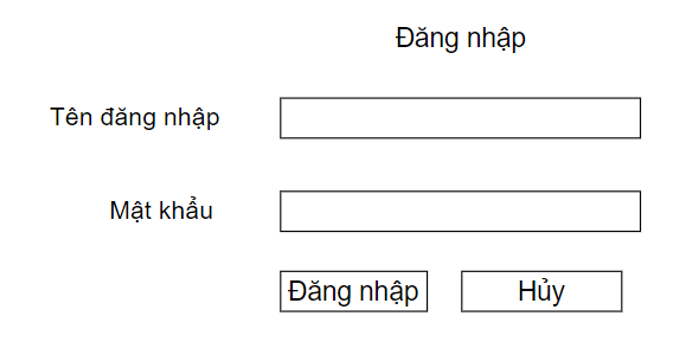 Đăng nhập
Tên đăng nhập
Mật khẩu
Đăng nhập Hủy